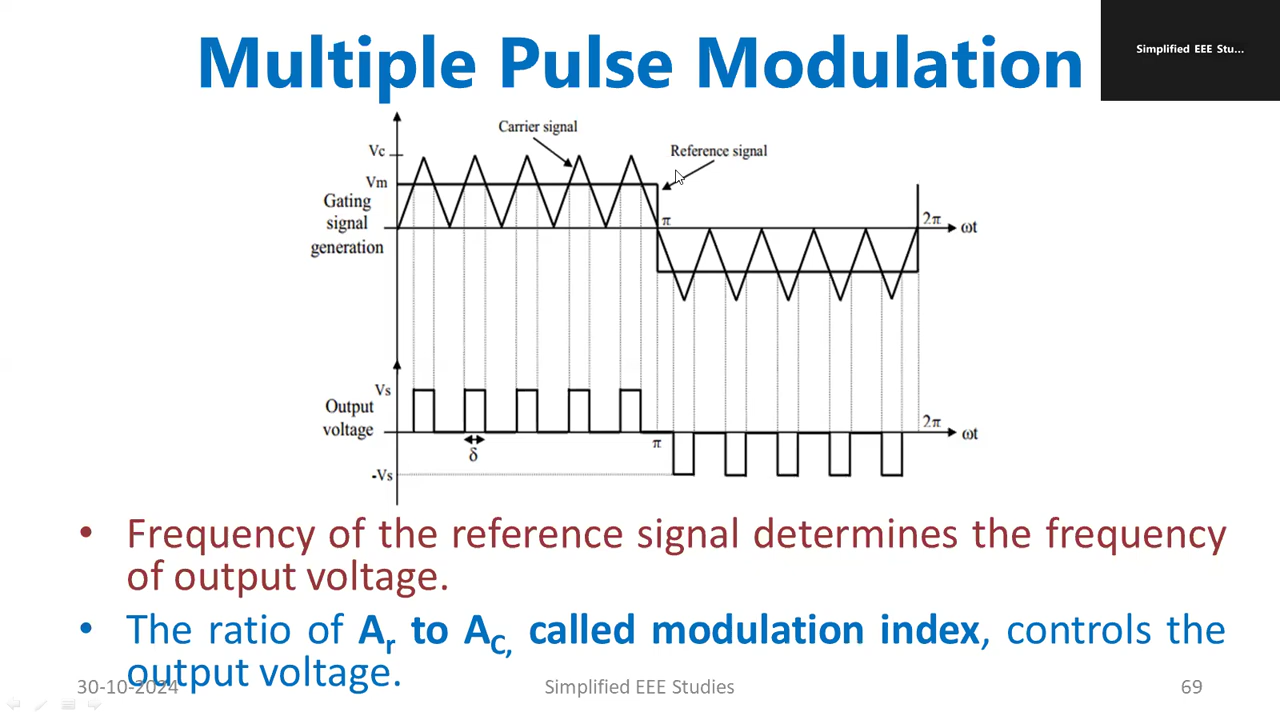 Multiple Pulse Modulation
Simplified EEE Stu...
Carrier signal
Reference signal
Vc
Vm
Gating
signal
generation
π
2π
ωt
Vs
Output
voltage
δ
π
2π
ωt
-Vs
• Frequency of the reference signal determines the frequency
of output voltage.
• The ratio of Ar to AC, called modulation index, controls the
output voltage.
30-10-2024
Simplified EEE Studies
69